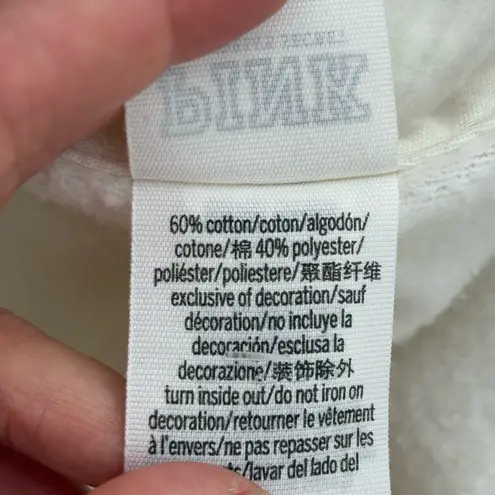 PINK
60% cotton/coton/algodón/
cotone/棉 40% polyester/
poliéster/poliestere/聚酯纤维
exclusive of decoration/sauf
décoration/no incluye la
decoración/esclusa la
decorazione/装饰除外
turn inside out/do not iron on
decoration/retourner le vêtement
à l'envers/ne pas repasser sur les
/lavar del lado del